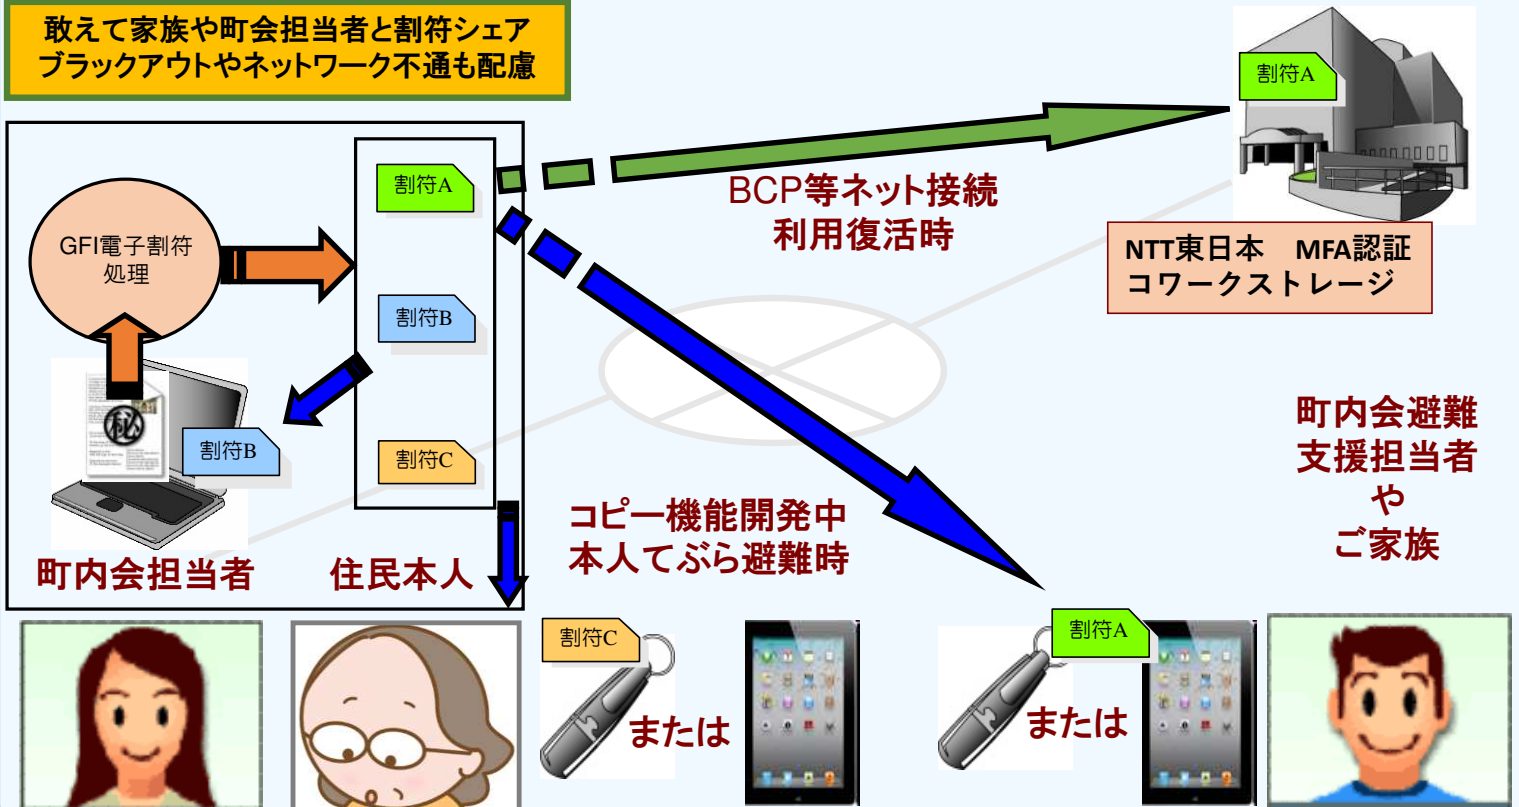 敢えて家族や町会担当者と割符シェア
ブラックアウトやネットワーク不通も配慮
割符A
割符A
BCP等ネット接続
利用復活時
GFI電子割符
処理
NTT東日本　MFA認証
コワークストレージ
割符B
秘
割符B
割符C
町内会避難
支援担当者
や
ご家族
コピー機能開発中
本人てぶら避難時
町内会担当者
住民本人
割符C
または
割符A
または